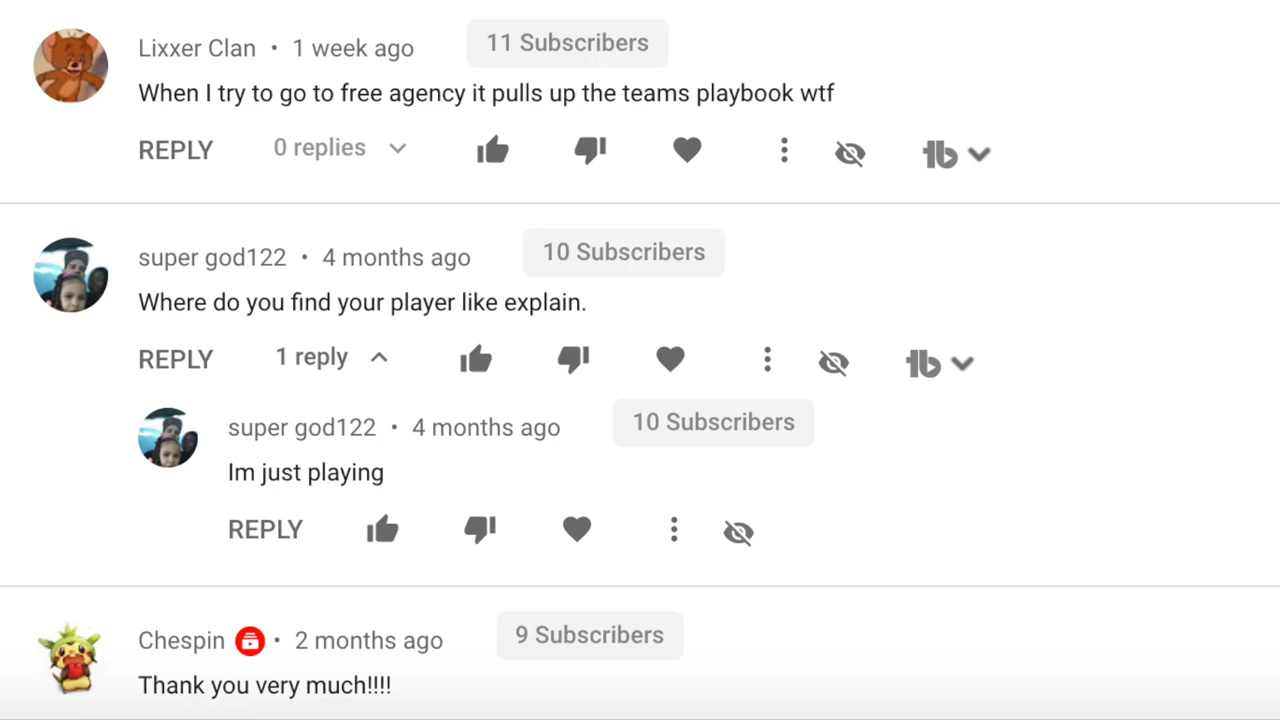 Lixxer Clan • 1 week ago 11 Subscribers
When I try to go to free agency it pulls up the teams playbook wtf
REPLY 0 replies
super god122 • 4 months ago 10 Subscribers
Where do you find your player like explain.
REPLY 1 reply
super god122 • 4 months ago 10 Subscribers
Im just playing
REPLY
Chespin • 2 months ago 9 Subscribers
Thank you very much!!!!